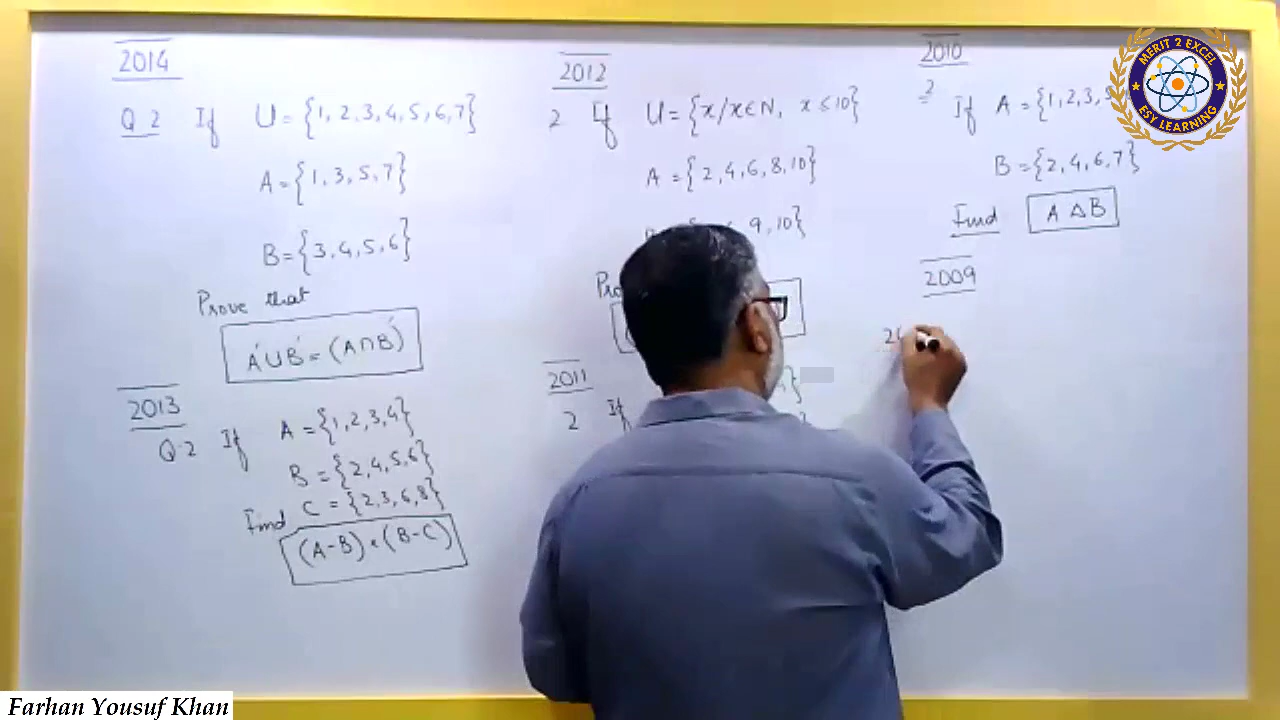 2014
Q.2 If U = {1, 2, 3, 4, 5, 6, 7}
A = {1, 3, 5, 7}
B = {3, 4, 5, 6}
Prove that
A′ ∪ B′ = (A ∩ B)′
2013
Q.2 If A = {1, 2, 3, 4}
B = {2, 4, 5, 6}
Find C = {2, 3, 6, 8}
(A-B) × (B-C)
2012
2 If U = {x/x∈N, x ≤ 10}
A = {2, 4, 6, 8, 10}
9, 10}
2011
2 If
2010
2 If A = {1, 2, 3,
B = {2, 4, 6, 7}
Find A Δ B
2009
MERIT 2 EXCEL
ESY LEARNING
Farhan Yousuf Khan